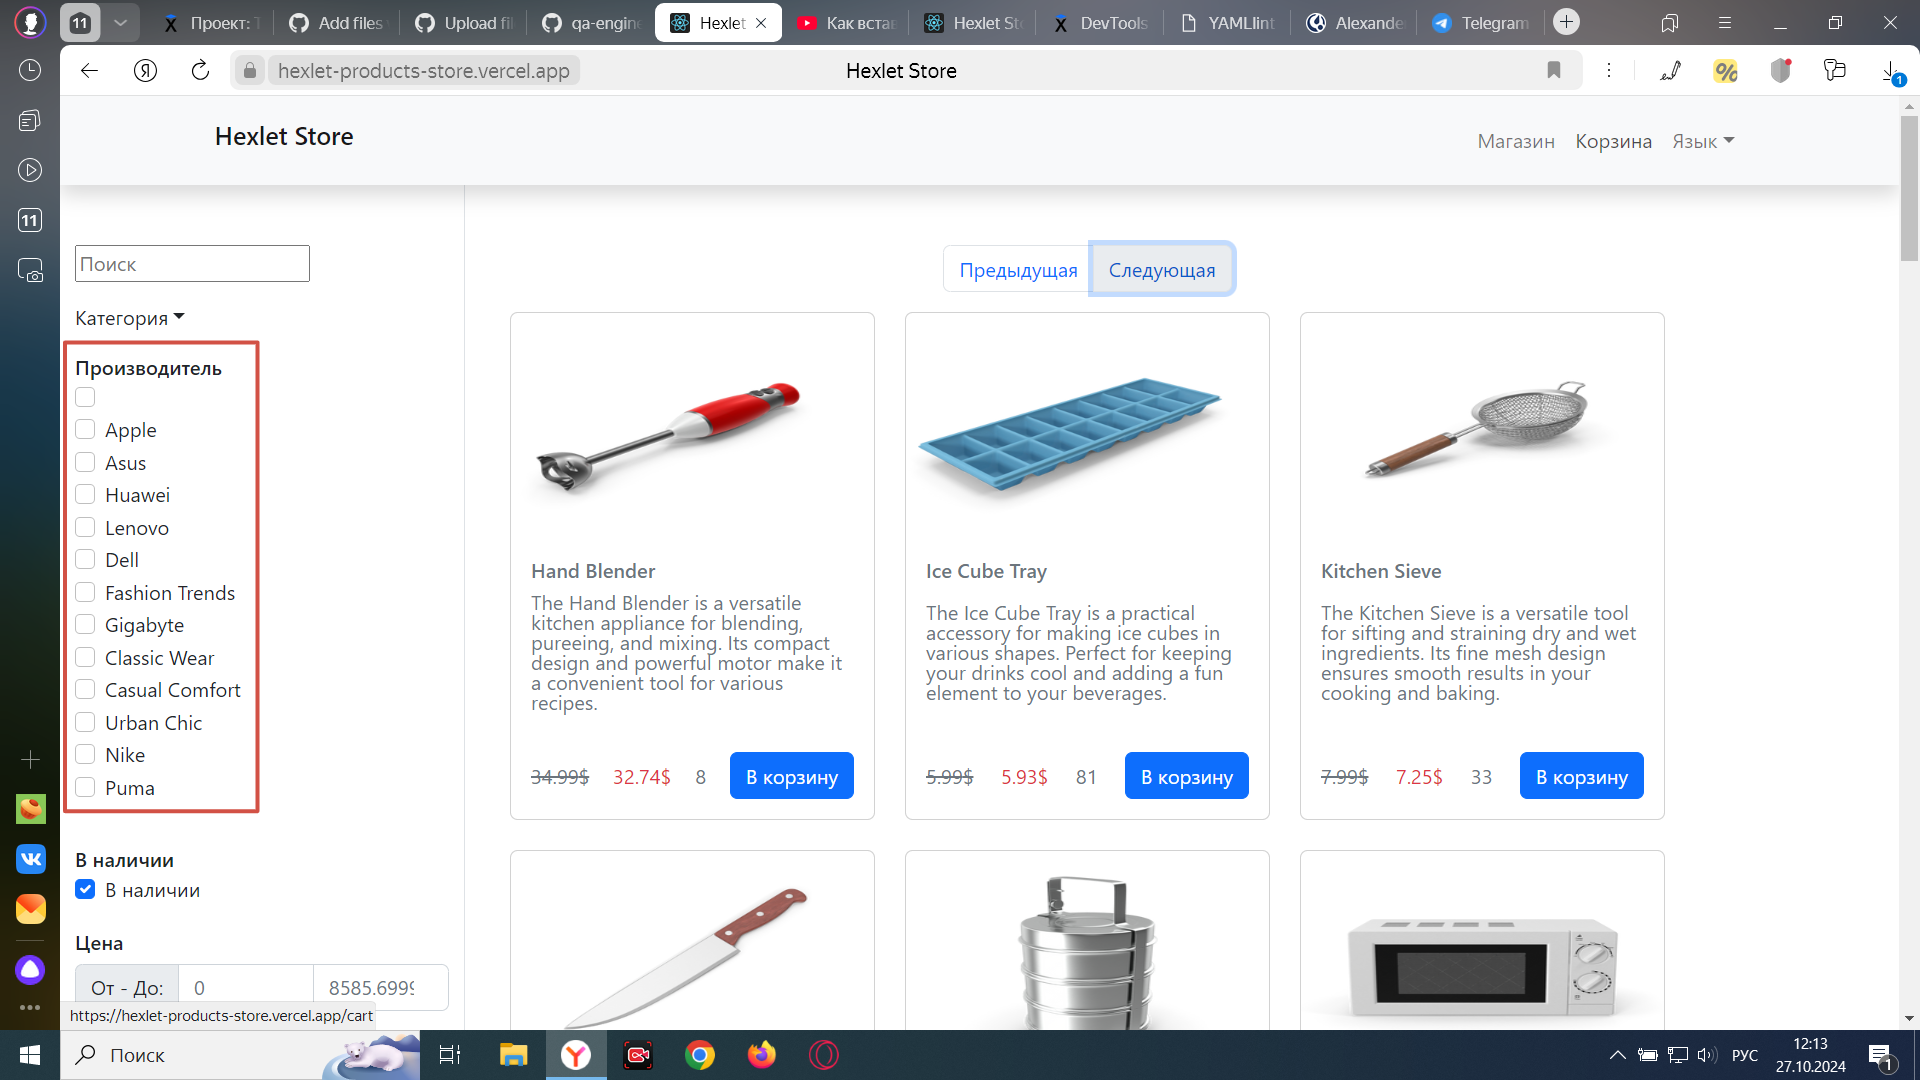 11
Проект: Т
Add files
Upload fil
qa-engine
Hexlet
Как встав
Hexlet Sto
DevTools
YAMLlint
Alexande
Telegram
hexlet-products-store.vercel.app
Hexlet Store
1
11
Hexlet Store
Магазин
Корзина
Язык
Поиск
Категория
Производитель
Apple
Asus
Huawei
Lenovo
Dell
Fashion Trends
Gigabyte
Classic Wear
Casual Comfort
Urban Chic
Nike
Puma
В наличии
В наличии
Цена
От - До:
0
8585.6999
https://hexlet-products-store.vercel.app/cart
Предыдущая
Следующая
Hand Blender
The Hand Blender is a versatile
kitchen appliance for blending,
pureeing, and mixing. Its compact
design and powerful motor make it
a convenient tool for various
recipes.
34.99$ 32.74$ 8 В корзину
Ice Cube Tray
The Ice Cube Tray is a practical
accessory for making ice cubes in
various shapes. Perfect for keeping
your drinks cool and adding a fun
element to your beverages.
5.99$ 5.93$ 81 В корзину
Kitchen Sieve
The Kitchen Sieve is a versatile tool
for sifting and straining dry and wet
ingredients. Its fine mesh design
ensures smooth results in your
cooking and baking.
7.99$ 7.25$ 33 В корзину
Поиск
РУС
12:13
27.10.2024
1